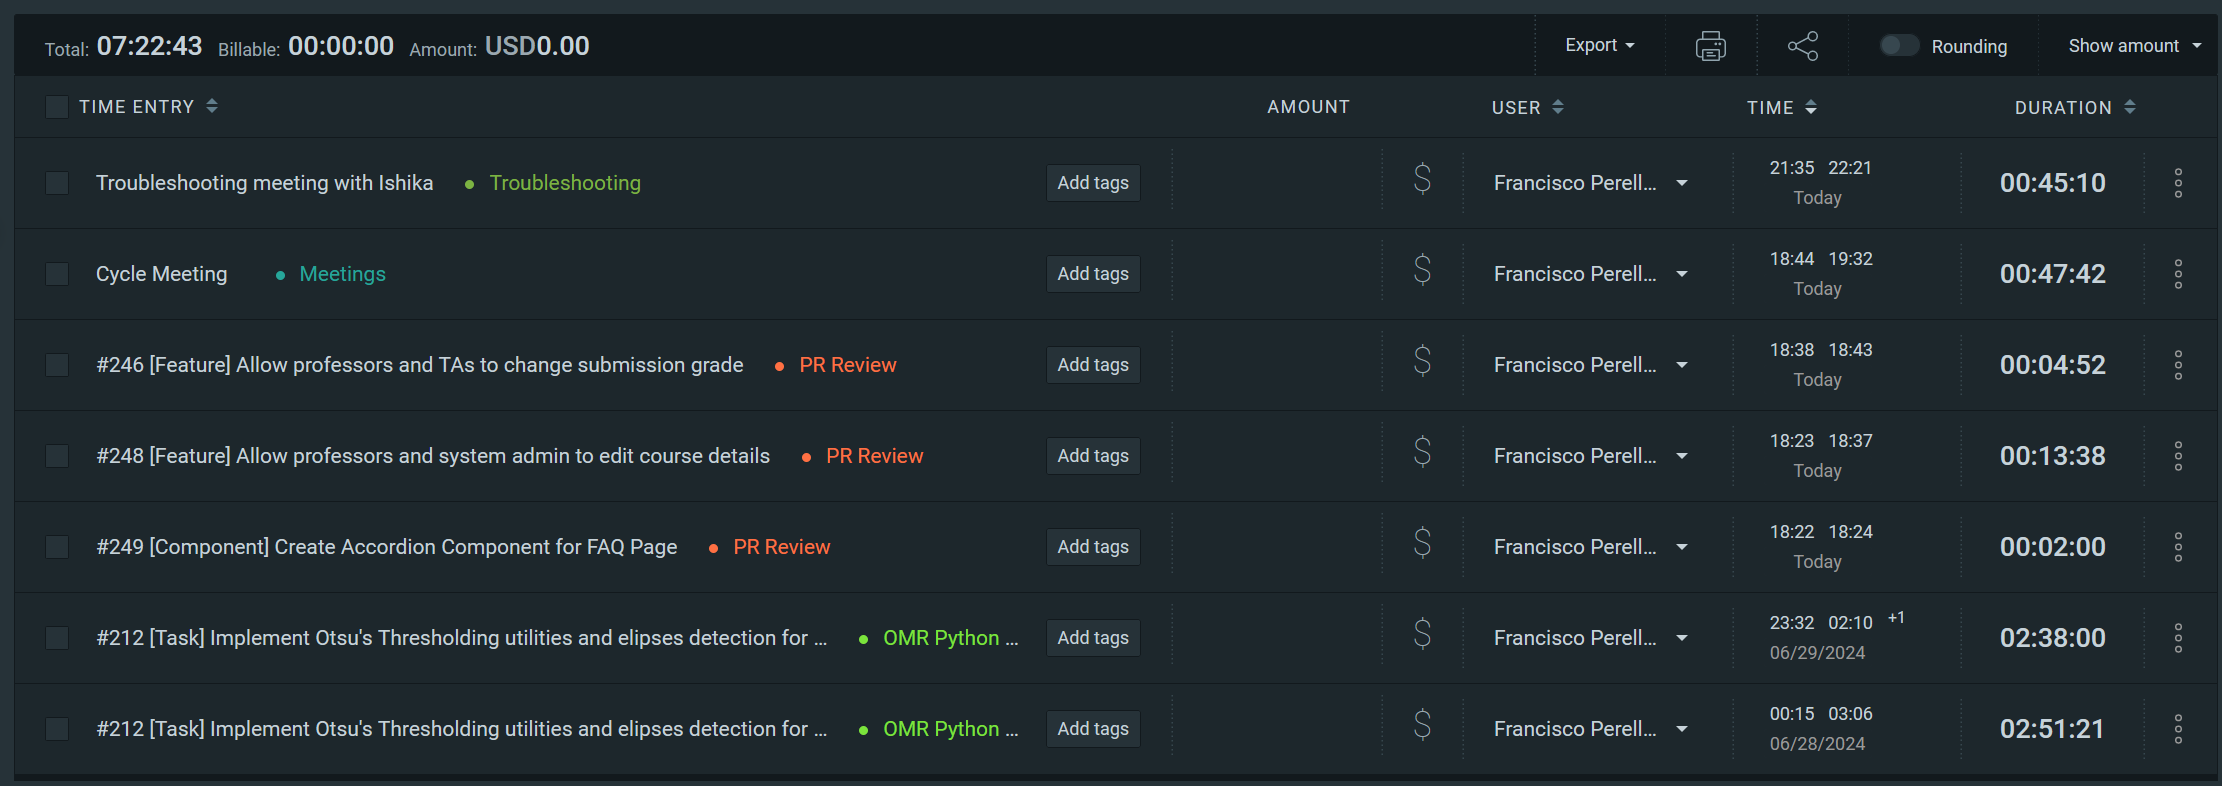 Total: 07:22:43 Billable: 00:00:00 Amount: USD0.00 Export Rounding Show amount
TIME ENTRY AMOUNT USER TIME DURATION
Troubleshooting meeting with Ishika Troubleshooting Add tags $ Francisco Perell... 21:35 22:21 00:45:10
Today
Cycle Meeting Meetings Add tags $ Francisco Perell... 18:44 19:32 00:47:42
Today
#246 [Feature] Allow professors and TAs to change submission grade PR Review Add tags $ Francisco Perell... 18:38 18:43 00:04:52
Today
#248 [Feature] Allow professors and system admin to edit course details PR Review Add tags $ Francisco Perell... 18:23 18:37 00:13:38
Today
#249 [Component] Create Accordion Component for FAQ Page PR Review Add tags $ Francisco Perell... 18:22 18:24 00:02:00
Today
#212 [Task] Implement Otsu's Thresholding utilities and elipses detection for ... OMR Python ... Add tags $ Francisco Perell... 23:32 02:10 +1 02:38:00
06/29/2024
#212 [Task] Implement Otsu's Thresholding utilities and elipses detection for ... OMR Python ... Add tags $ Francisco Perell... 00:15 03:06 02:51:21
06/28/2024